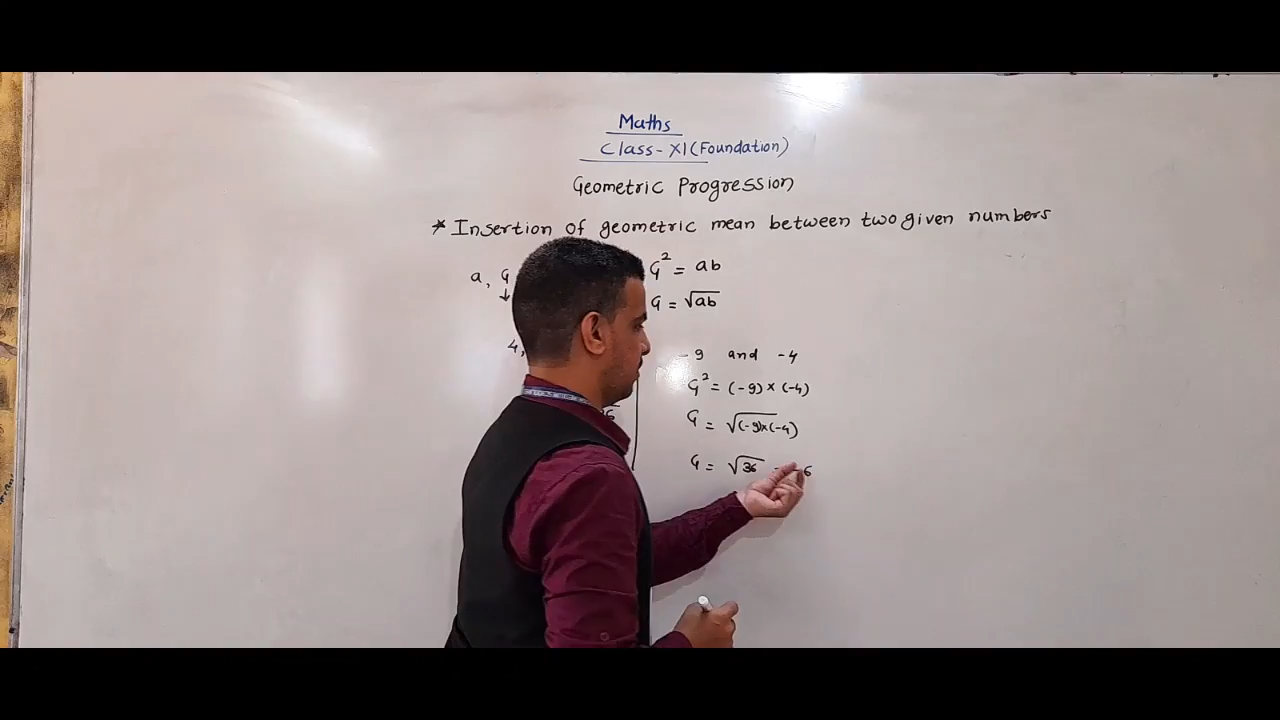 Maths
Class-XI (Foundation)
Geometric Progression
* Insertion of geometric mean between two given numbers
a, G
↓
G² = ab
G = √ab
4,
-9 and -4
G² = (-9) × (-4)
G = √(-9)×(-4)
G = √36 = -6